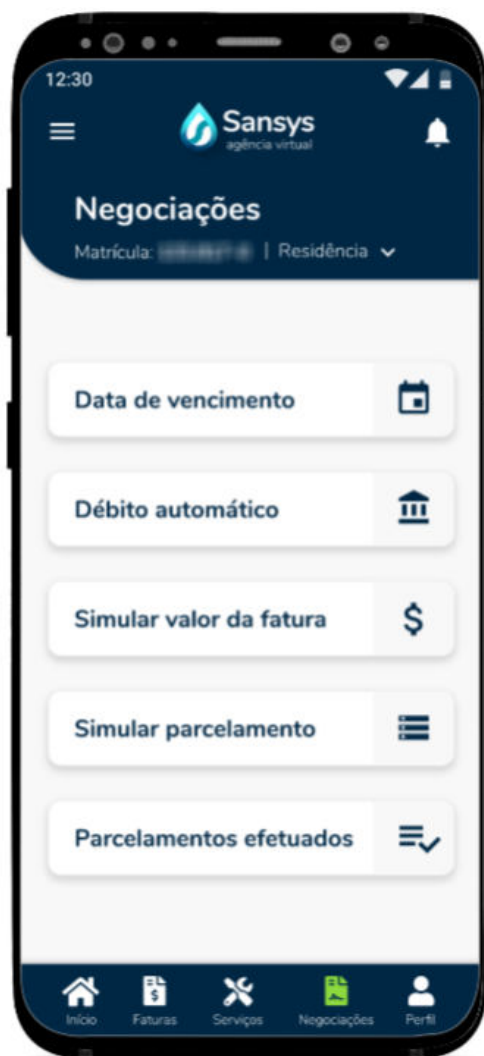 12:30
Sansys
agência virtual
Negociações
Matrícula: | Residência
Data de vencimento
Débito automático
Simular valor da fatura
$
Simular parcelamento
Parcelamentos efetuados
$
Início Faturas Serviços Negociações Perfil